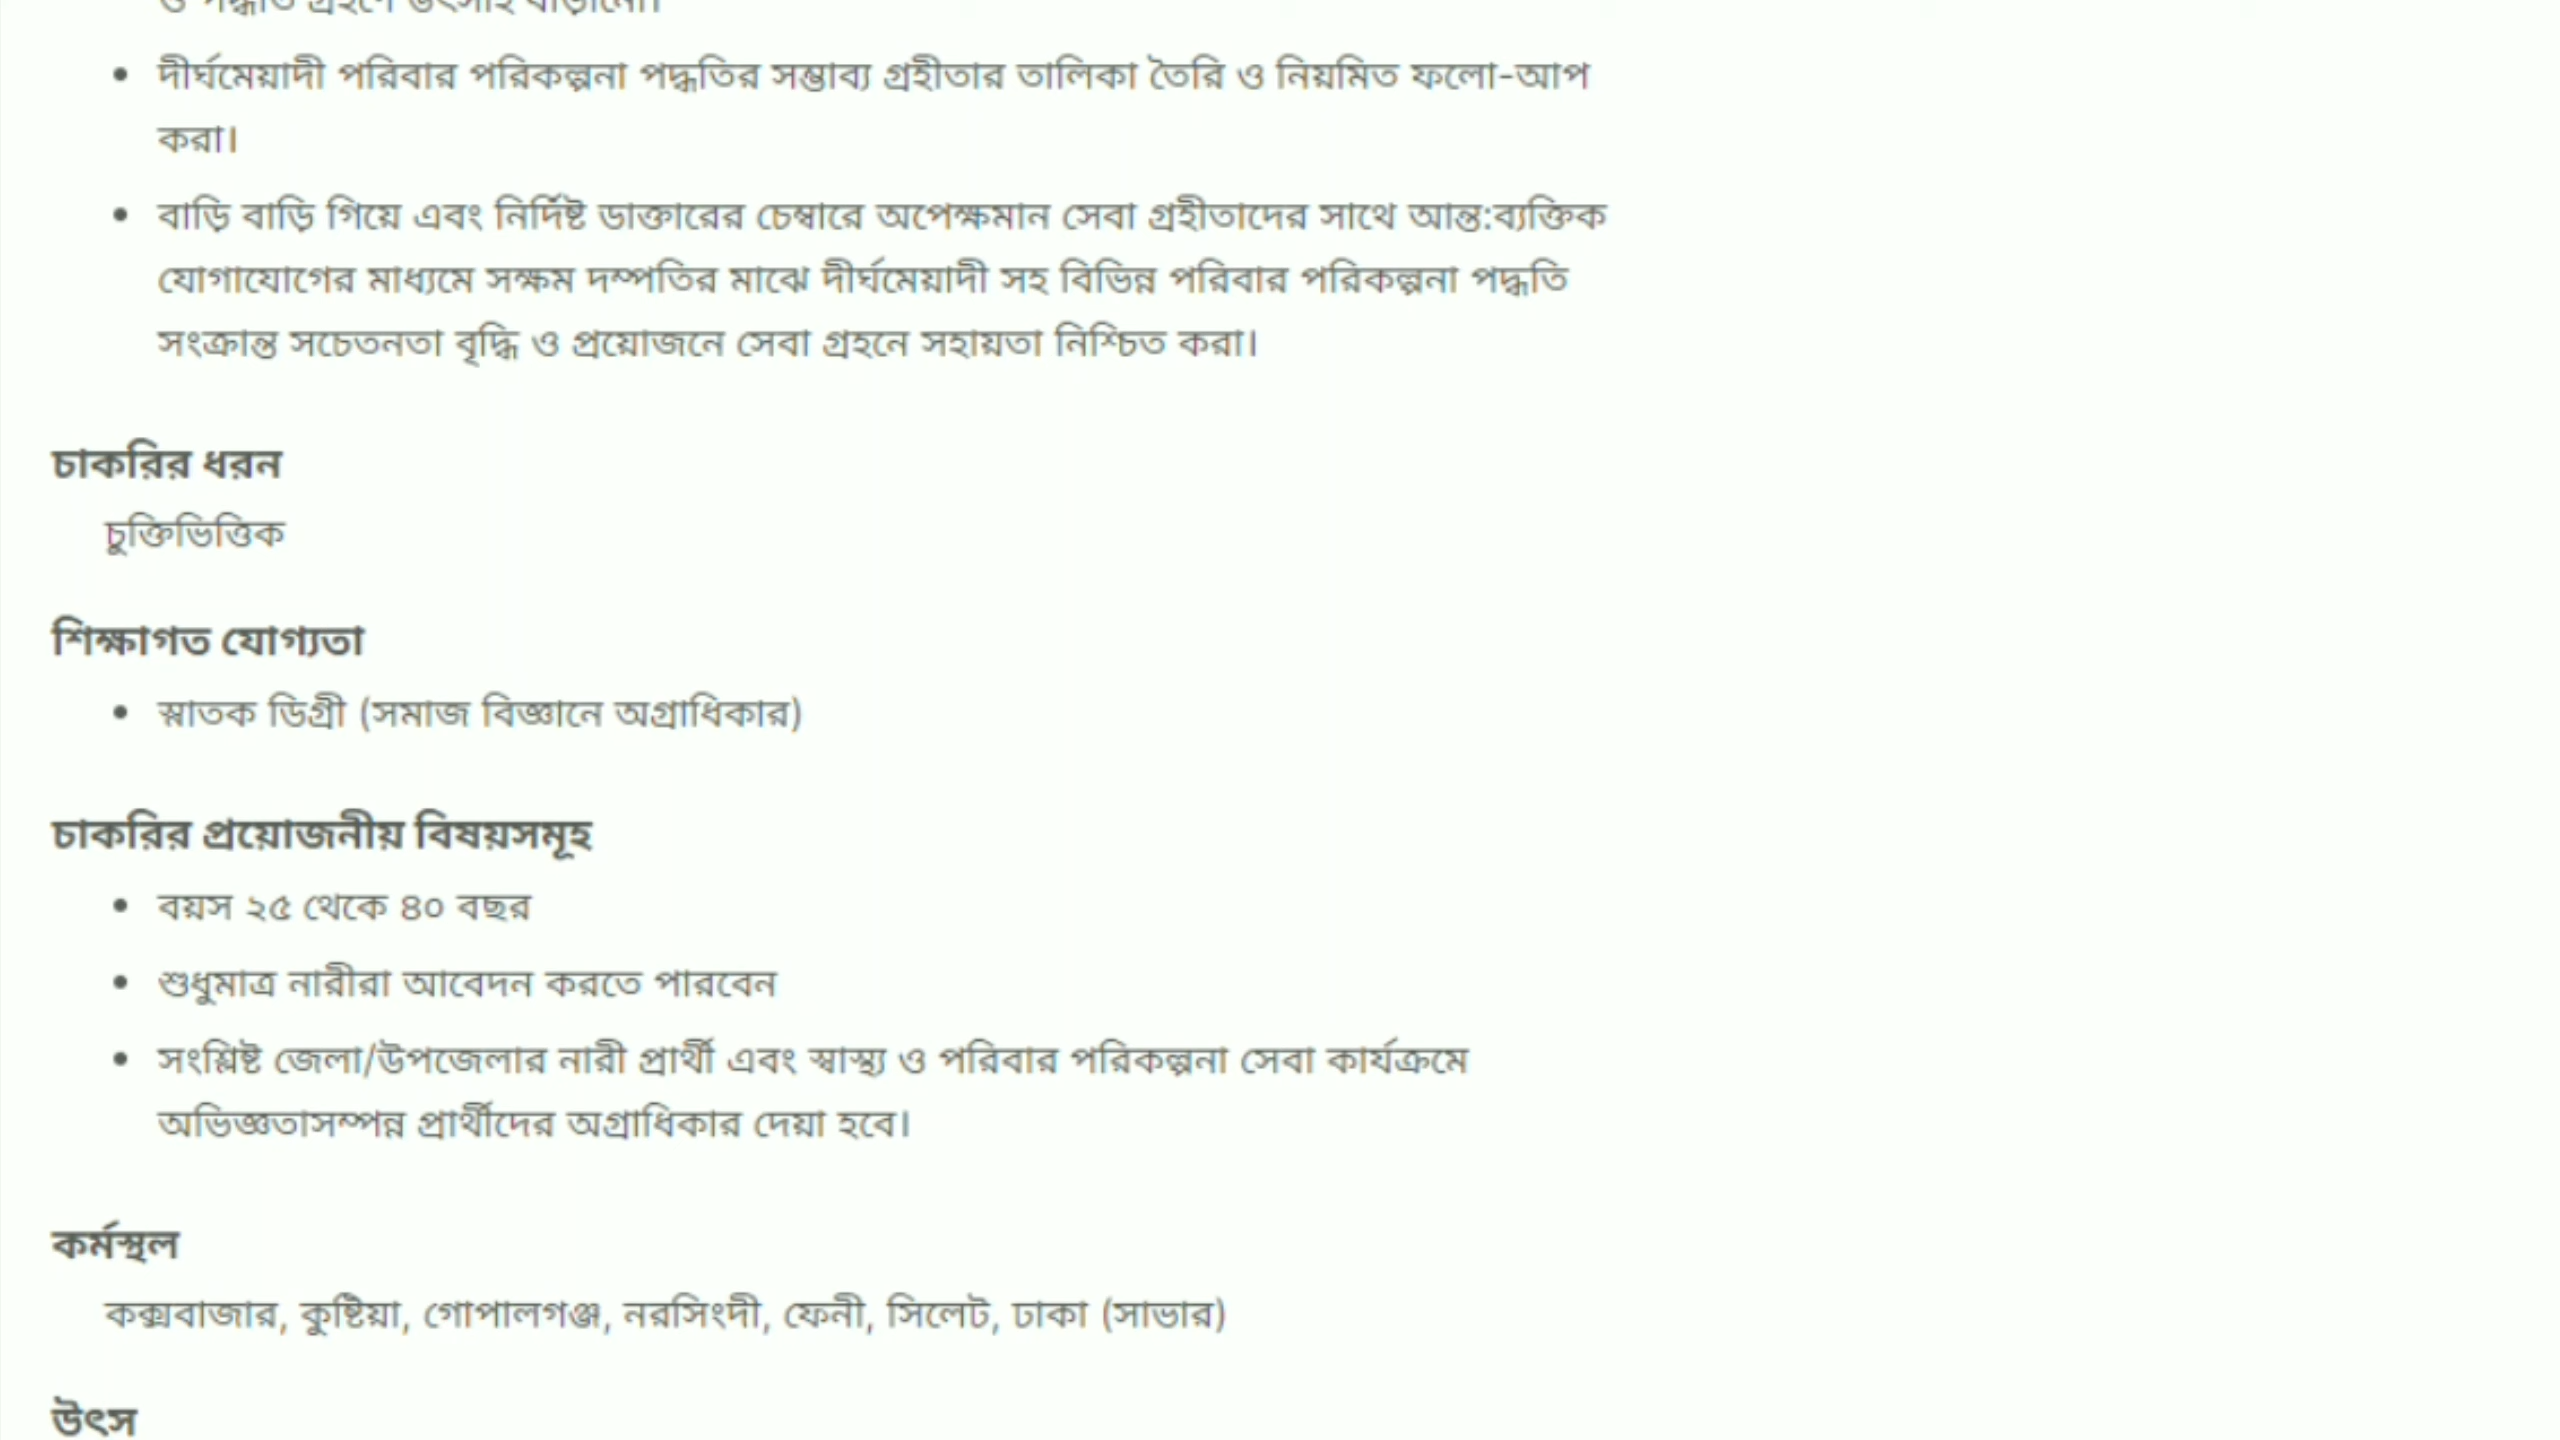 ও পদ্ধতি গ্রহণে উৎসাহ বাড়ানো।
দীর্ঘমেয়াদী পরিবার পরিকল্পনা পদ্ধতির সম্ভাব্য গ্রহীতার তালিকা তৈরি ও নিয়মিত ফলো-আপ
করা।
বাড়ি বাড়ি গিয়ে এবং নির্দিষ্ট ডাক্তারের চেম্বারে অপেক্ষমান সেবা গ্রহীতাদের সাথে আন্ত:ব্যক্তিক
যোগাযোগের মাধ্যমে সক্ষম দম্পতির মাঝে দীর্ঘমেয়াদী সহ বিভিন্ন পরিবার পরিকল্পনা পদ্ধতি
সংক্রান্ত সচেতনতা বৃদ্ধি ও প্রয়োজনে সেবা গ্রহনে সহায়তা নিশ্চিত করা।
চাকরির ধরন
চুক্তিভিত্তিক
শিক্ষাগত যোগ্যতা
স্নাতক ডিগ্রী (সমাজ বিজ্ঞানে অগ্রাধিকার)
চাকরির প্রয়োজনীয় বিষয়সমূহ
বয়স ২৫ থেকে ৪০ বছর
শুধুমাত্র নারীরা আবেদন করতে পারবেন
সংশ্লিষ্ট জেলা/উপজেলার নারী প্রার্থী এবং স্বাস্থ্য ও পরিবার পরিকল্পনা সেবা কার্যক্রমে
অভিজ্ঞতাসম্পন্ন প্রার্থীদের অগ্রাধিকার দেয়া হবে।
কর্মস্থল
কক্সবাজার, কুষ্টিয়া, গোপালগঞ্জ, নরসিংদী, ফেনী, সিলেট, ঢাকা (সাভার)
উৎস